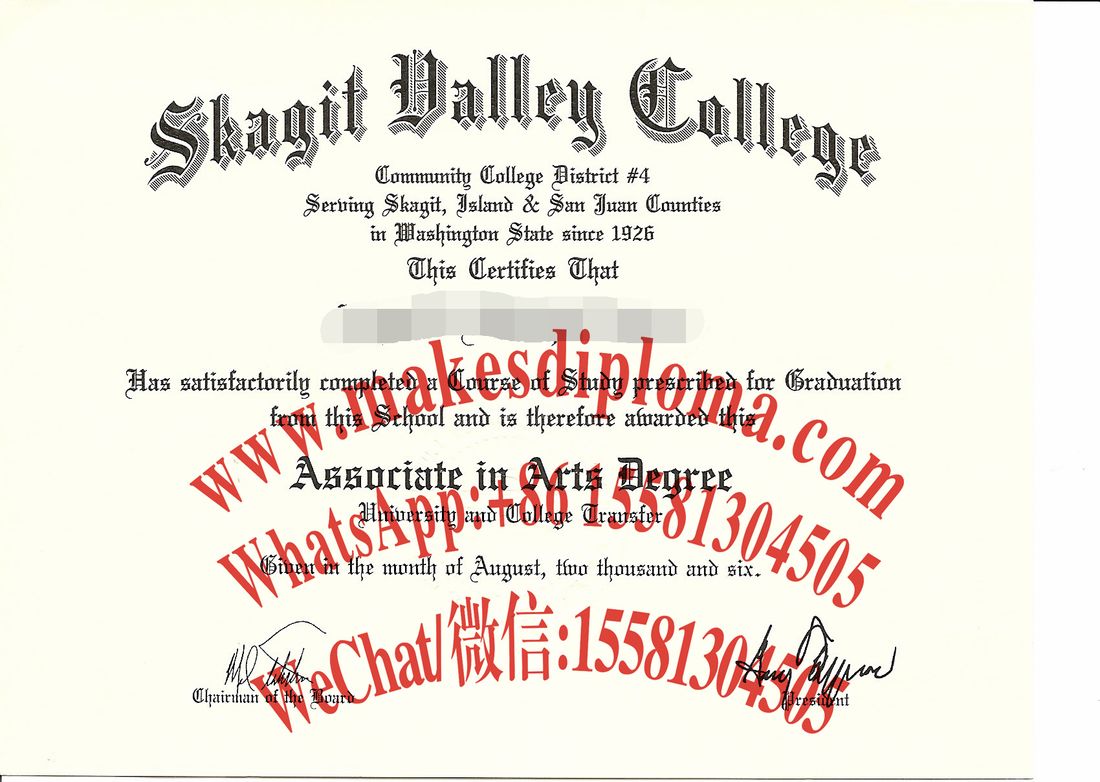 Skagit Valley College
Community College District #4
Serving Skagit, Island & San Juan Counties
in Washington State since 1926
This Certifies That
www.makesdiploma.com
Has satisfactorily completed a Course of Study prescribed for Graduation
from this School and is therefore awarded this
Associate in Arts Degree
WhatsApp:+86 15581304505
University and College Transfer
Given in the month of August, two thousand and six.
WeChat/微信:15581304505
Chairman of the Board
President